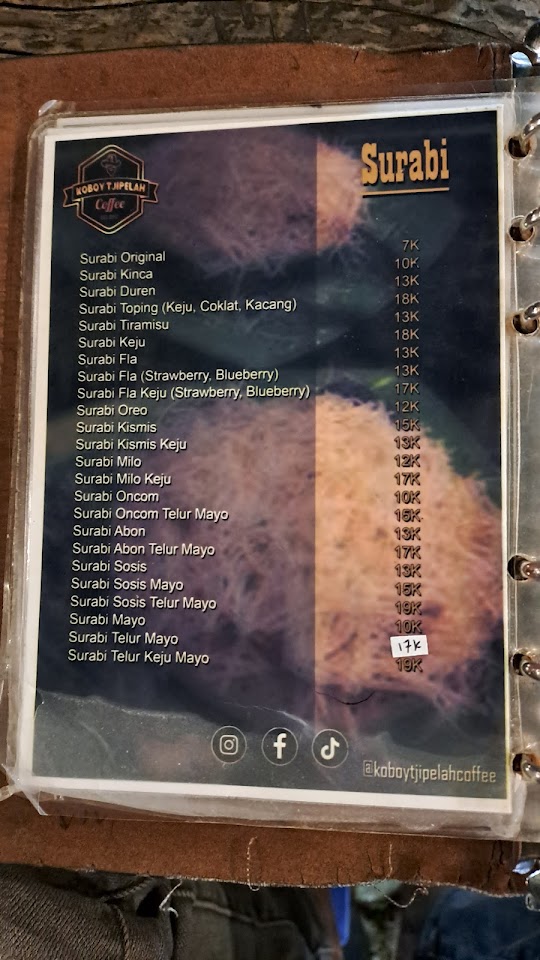 KOBOY TJIPELAH
Coffee
Surabi
Surabi Original 7K
Surabi Kinca 10K
Surabi Duren 13K
Surabi Toping (Keju, Coklat, Kacang) 18K
Surabi Tiramisu 13K
Surabi Keju 18K
Surabi Fla 13K
Surabi Fla (Strawberry, Blueberry) 13K
Surabi Fla Keju (Strawberry, Blueberry) 17K
Surabi Oreo 12K
Surabi Kismis 15K
Surabi Kismis Keju 13K
Surabi Milo 12K
Surabi Milo Keju 17K
Surabi Oncom 10K
Surabi Oncom Telur Mayo 15K
Surabi Abon 13K
Surabi Abon Telur Mayo 17K
Surabi Sosis 13K
Surabi Sosis Mayo 15K
Surabi Sosis Telur Mayo 19K
Surabi Mayo 10K
Surabi Telur Mayo 17K
Surabi Telur Keju Mayo 19K
@koboytjipelahcoffee